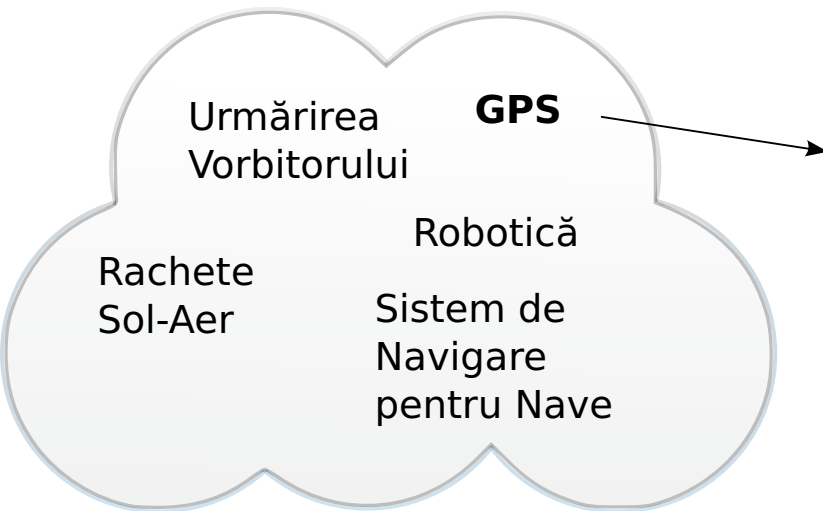 Urmărirea
Vorbitorului
GPS
Robotică
Rachete
Sol-Aer
Sistem de
Navigare
pentru Nave